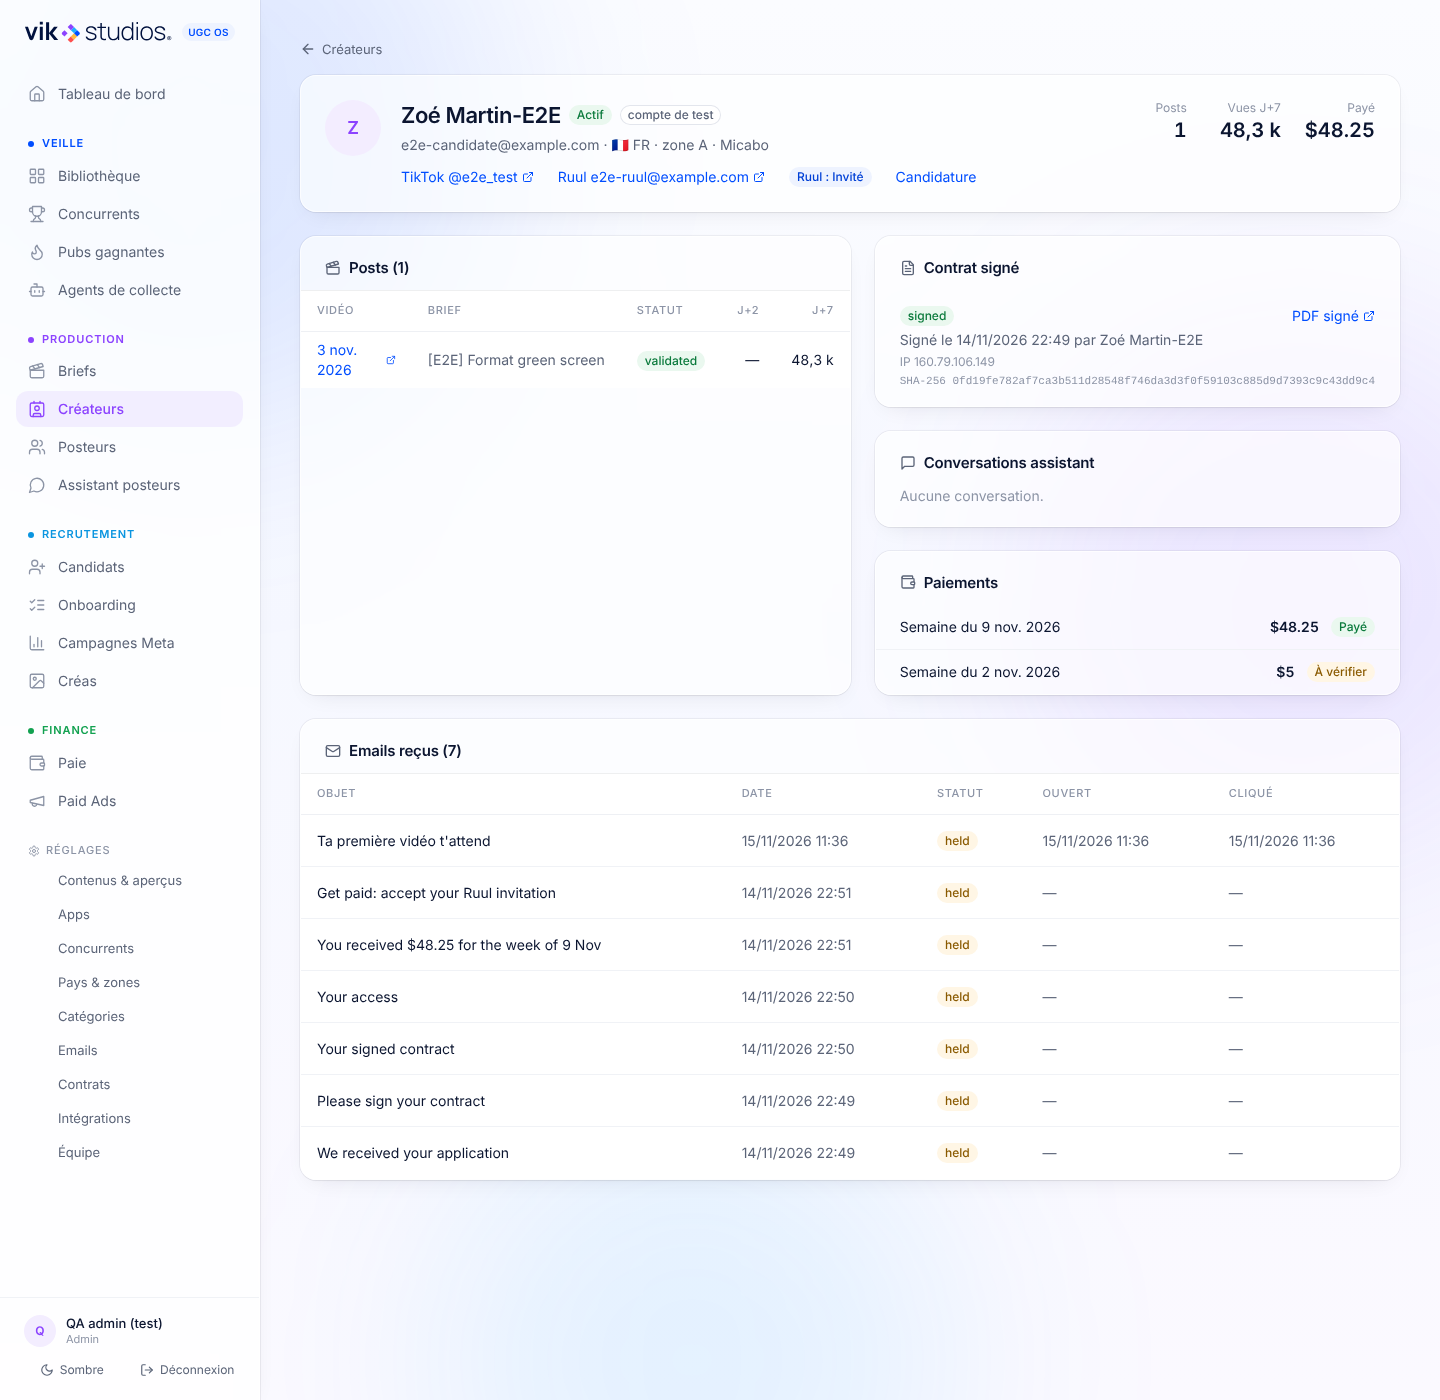 vik studios
UGC OS
Tableau de bord
VEILLE
Bibliothèque
Concurrents
Pubs gagnantes
Agents de collecte
PRODUCTION
Briefs
Créateurs
Posteurs
Assistant posteurs
RECRUTEMENT
Candidats
Onboarding
Campagnes Meta
Créas
FINANCE
Paie
Paid Ads
RÉGLAGES
Contenus & aperçus
Apps
Concurrents
Pays & zones
Catégories
Emails
Contrats
Intégrations
Équipe
Q
QA admin (test)
Admin
Sombre
Déconnexion
Créateurs
Z
Zoé Martin-E2E Actif compte de test
e2e-candidate@example.com · 🇫🇷 FR · zone A · Micabo
TikTok @e2e_test Ruul e2e-ruul@example.com Ruul : Invité Candidature
Posts Vues J+7 Payé
1 48,3 k $48.25
Posts (1)
VIDÉO BRIEF STATUT J+2 J+7
3 nov. 2026 [E2E] Format green screen validated — 48,3 k
Contrat signé
signed PDF signé
Signé le 14/11/2026 22:49 par Zoé Martin-E2E
IP 160.79.106.149
SHA-256 0fd19fe782af7ca3b511d28548f746da3d3f0f59103c885d9d7393c9c43dd9c4
Conversations assistant
Aucune conversation.
Paiements
Semaine du 9 nov. 2026 $48.25 Payé
Semaine du 2 nov. 2026 $5 À vérifier
Emails reçus (7)
OBJET DATE STATUT OUVERT CLIQUÉ
Ta première vidéo t'attend 15/11/2026 11:36 held 15/11/2026 11:36 15/11/2026 11:36
Get paid: accept your Ruul invitation 14/11/2026 22:51 held — —
You received $48.25 for the week of 9 Nov 14/11/2026 22:51 held — —
Your access 14/11/2026 22:50 held — —
Your signed contract 14/11/2026 22:50 held — —
Please sign your contract 14/11/2026 22:49 held — —
We received your application 14/11/2026 22:49 held — —